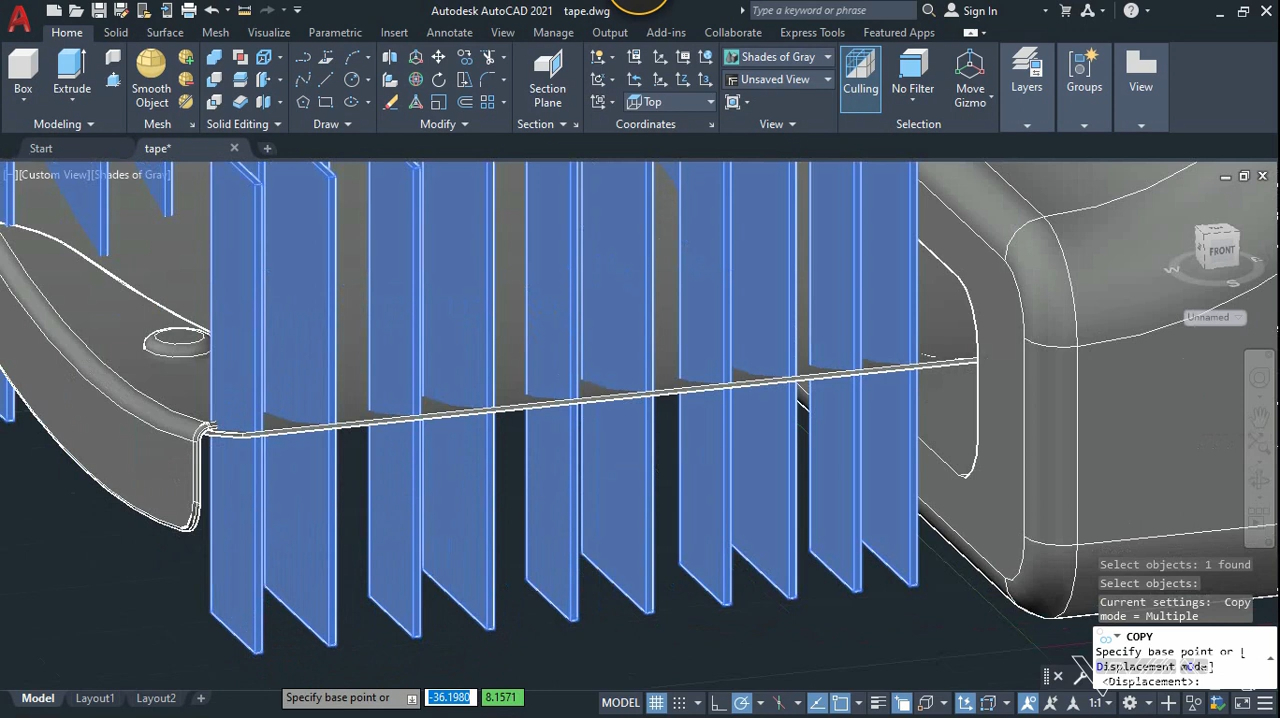 Autodesk AutoCAD 2021 tape.dwg
Type a keyword or phrase
Sign In
Home Solid Surface Mesh Visualize Parametric Insert Annotate View Manage Output Add-ins Collaborate Express Tools Featured Apps
Box
Extrude
Smooth
Object
Section
Plane
Top
Shades of Gray
Unsaved View
Culling
No Filter
Move
Gizmo
Layers
Groups
View
Modeling
Mesh
Solid Editing
Draw
Modify
Section
Coordinates
View
Selection
Start
tape*
[−][Custom View][Shades of Gray]
FRONT
W
S
Unnamed
Select objects: 1 found
Select objects:
Current settings: Copy
mode = Multiple
COPY
Specify base point or [
Displacement mOde]
<Displacement>:
Model
Layout1
Layout2
Specify base point or
-36.1980
8.1571
MODEL
1:1